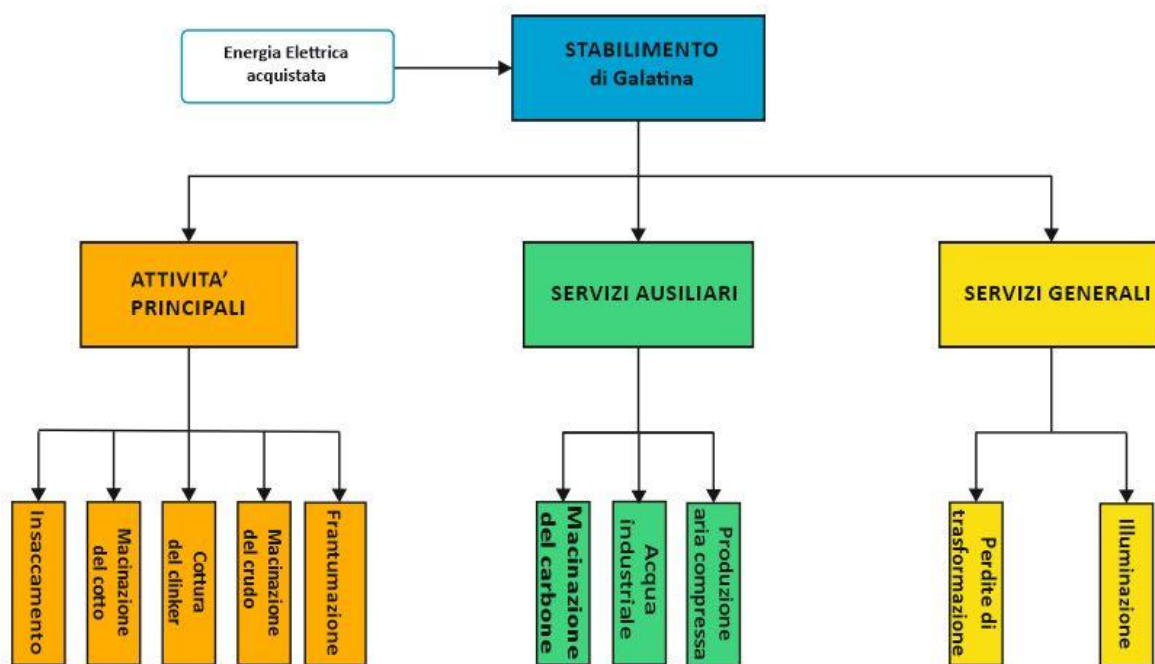 Energia Elettrica
acquistata
STABILIMENTO
di Galatina
ATTIVITA’
PRINCIPALI
SERVIZI AUSILIARI
SERVIZI GENERALI
Insaccamento
Macinazione
del cotto
Cottura
del clinker
Macinazione
del crudo
Frantumazione
Macinazione
del carbone
Acqua
industriale
Produzione
aria compressa
Perdite di
trasformazione
Illuminazione